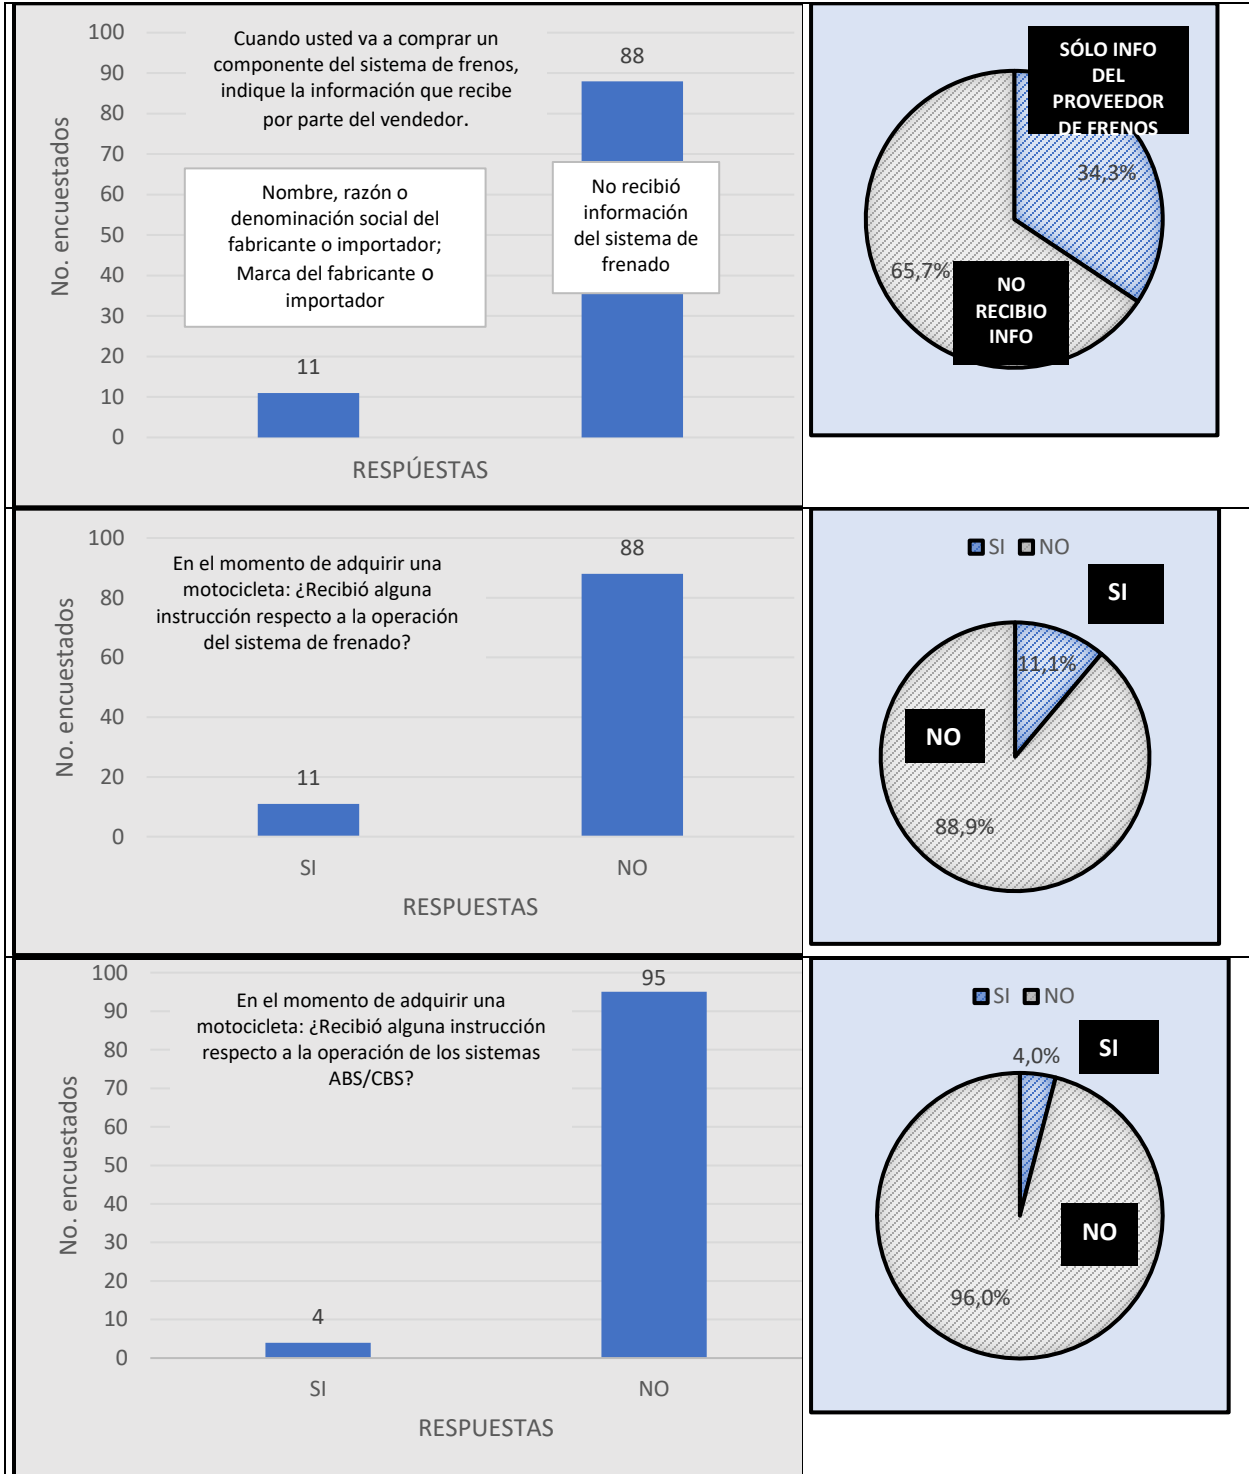 Cuando usted va a comprar un
componente del sistema de frenos,
indique la información que recibe
por parte del vendedor.
No. encuestados
100
90
80
70
60
50
40
30
20
10
0
88
11
Nombre, razón o
denominación social del
fabricante o importador;
Marca del fabricante o
importador
No recibió
información
del sistema de
frenado
RESPÚESTAS
SÓLO INFO
DEL
PROVEEDOR
DE FRENOS
34,3%
65,7%
NO
RECIBIO
INFO
En el momento de adquirir una
motocicleta: ¿Recibió alguna
instrucción respecto a la operación
del sistema de frenado?
No. encuestados
100
80
60
40
20
0
88
11
SI
NO
RESPUESTAS
SI NO
SI
11,1%
NO
88,9%
En el momento de adquirir una
motocicleta: ¿Recibió alguna instrucción
respecto a la operación de los sistemas
ABS/CBS?
No. encuestados
100
90
80
70
60
50
40
30
20
10
0
95
4
SI
NO
RESPUESTAS
SI NO
4,0%
SI
NO
96,0%